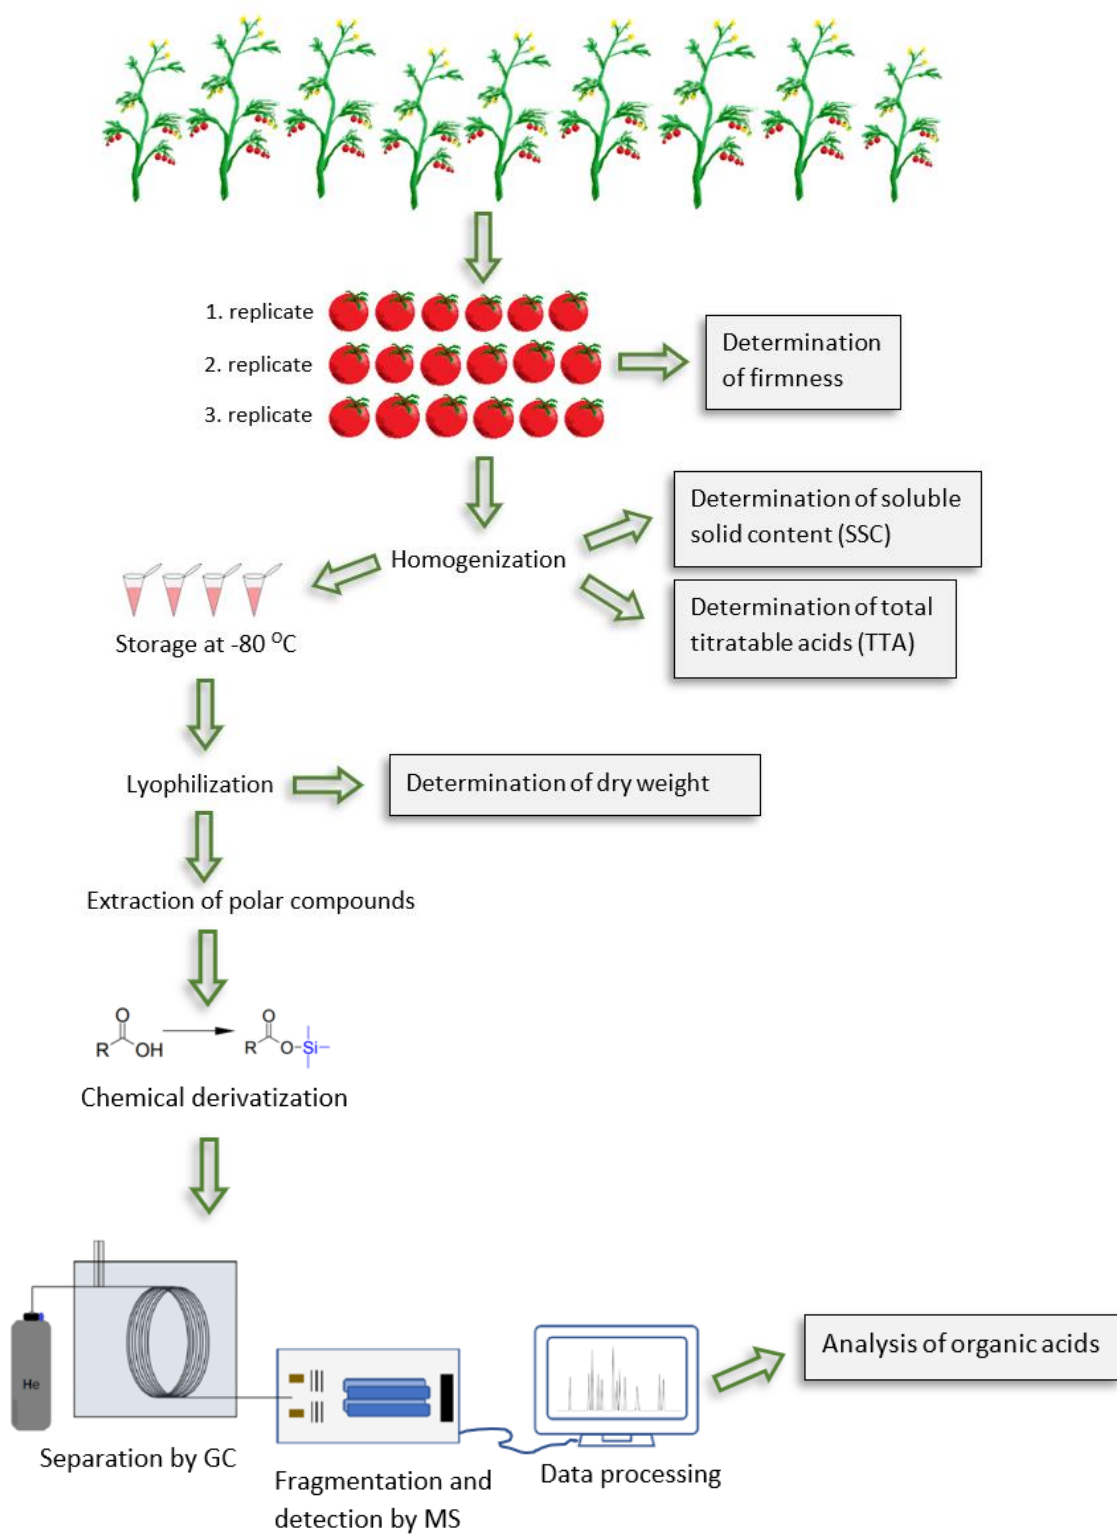 1. replicate
2. replicate
3. replicate
Determination
of firmness
Homogenization
Determination of soluble
solid content (SSC)
Determination of total
titratable acids (TTA)
Storage at -80 ᴼC
Lyophilization
Determination of dry weight
Extraction of polar compounds
O
R
OH
O
R
O
Si
Chemical derivatization
He
Separation by GC
Fragmentation and
detection by MS
Data processing
Analysis of organic acids